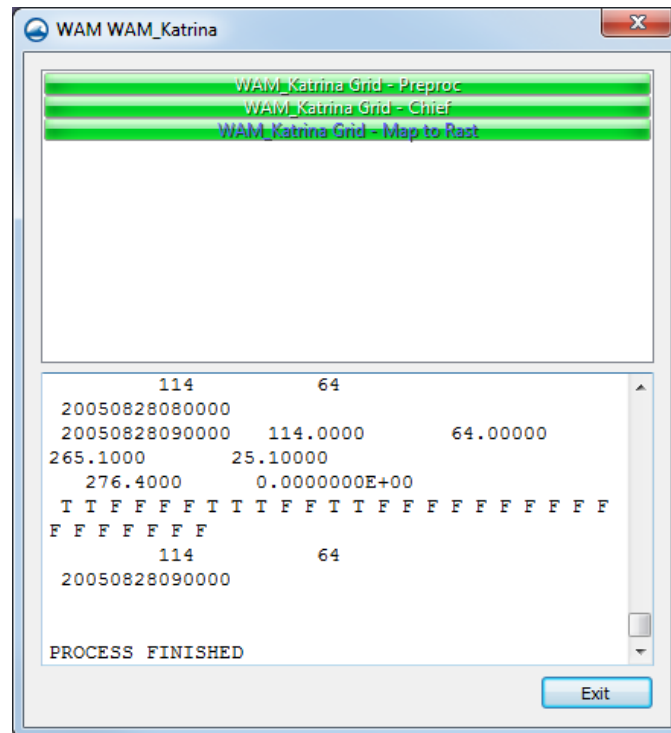 WAM WAM_Katrina
WAM_Katrina Grid - Preproc
WAM_Katrina Grid - Chief
WAM_Katrina Grid - Map to Rast
114 64
20050828080000
20050828090000 114.0000 64.00000
265.1000 25.10000
276.4000 0.0000000E+00
T T F F F F T T T F F T T F F F F F F F F F F
F F F F F F F
114 64
20050828090000
PROCESS FINISHED
Exit